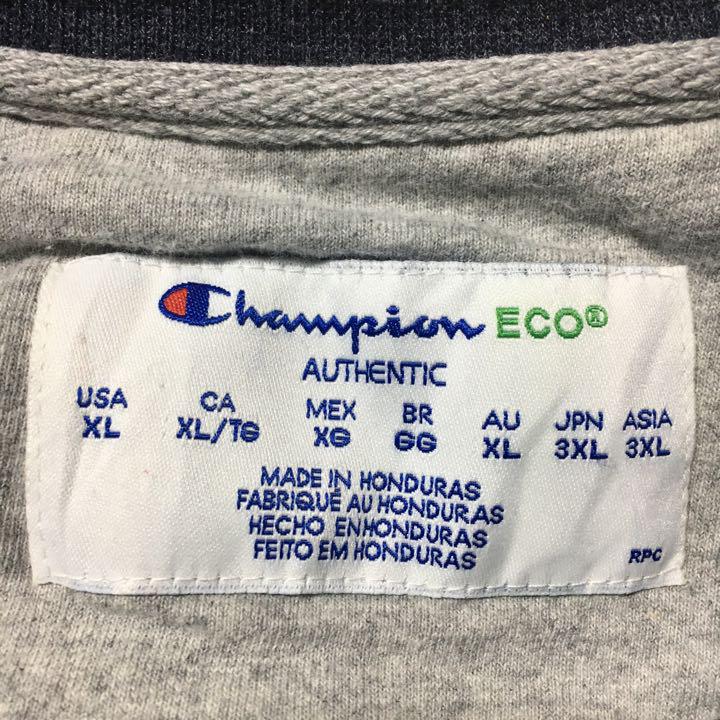 Champion ECO®
AUTHENTIC
USA CA MEX BR AU JPN ASIA
XL XL/TG XG GG XL 3XL 3XL
MADE IN HONDURAS
FABRIQUÉ AU HONDURAS
HECHO ENHONDURAS
FEITO EM HONDURAS
RPC